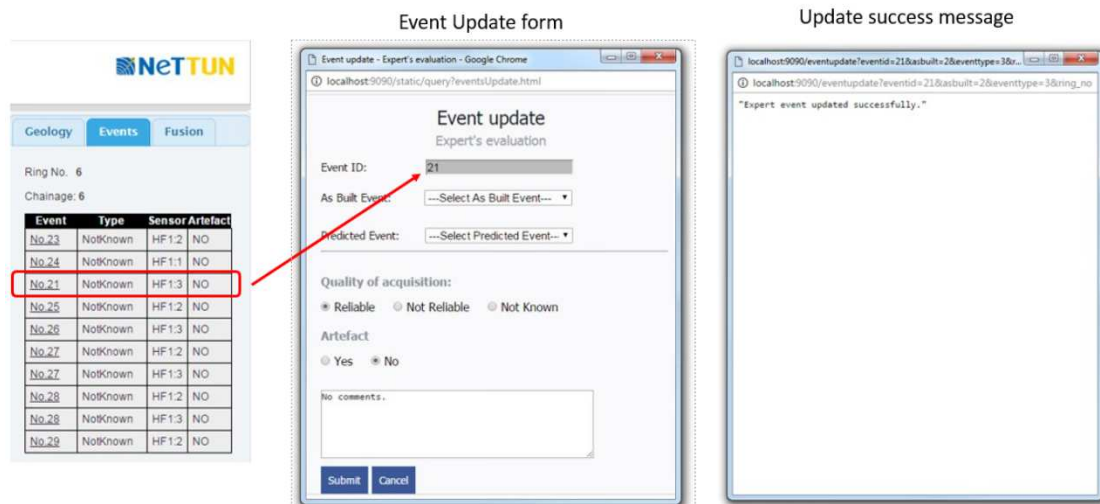 Event Update form
Update success message
NeTTUN
Geology Events Fusion
Ring No. 6
Chainage: 6
Event Type Sensor Artefact
No.23 NotKnown HF1:2 NO
No.24 NotKnown HF1:1 NO
No.21 NotKnown HF1:3 NO
No.25 NotKnown HF1:2 NO
No.26 NotKnown HF1:3 NO
No.27 NotKnown HF1:2 NO
No.27 NotKnown HF1:3 NO
No.28 NotKnown HF1:2 NO
No.28 NotKnown HF1:3 NO
No.29 NotKnown HF1:2 NO
Event update - Expert's evaluation - Google Chrome
localhost:9090/static/query?eventsUpdate.html
Event update
Expert's evaluation
Event ID: 21
As Built Event: ---Select As Built Event---
Predicted Event: ---Select Predicted Event---
Quality of acquisition:
Reliable Not Reliable Not Known
Artefact
Yes No
No comments.
Submit Cancel
localhost:9090/eventupdate?eventid=21&asbuilt=2&eventtype=3&r...
localhost:9090/eventupdate?eventid=21&asbuilt=2&eventtype=3&ring_no
"Expert event updated successfully."